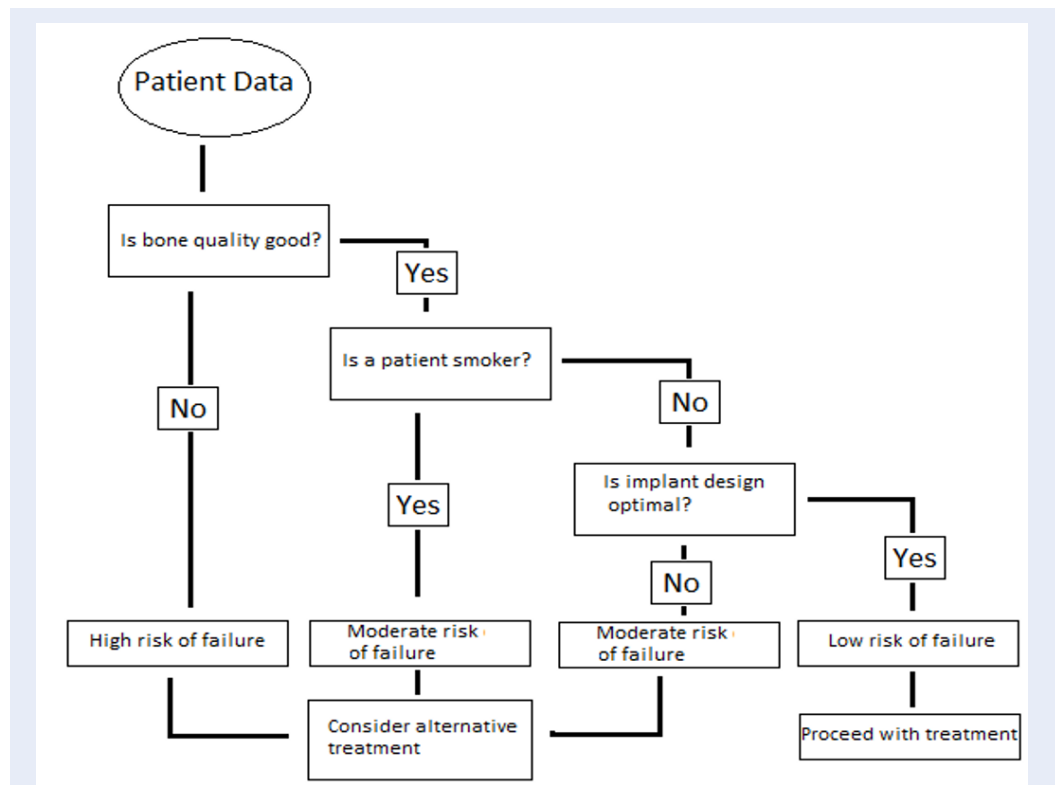 Patient Data
Is bone quality good?
Yes
Is a patient smoker?
No
No
Is implant design
optimal?
Yes
Yes
No
High risk of failure
Moderate risk
of failure
Moderate risk
of failure
Low risk of failure
Consider alternative
treatment
Proceed with treatment